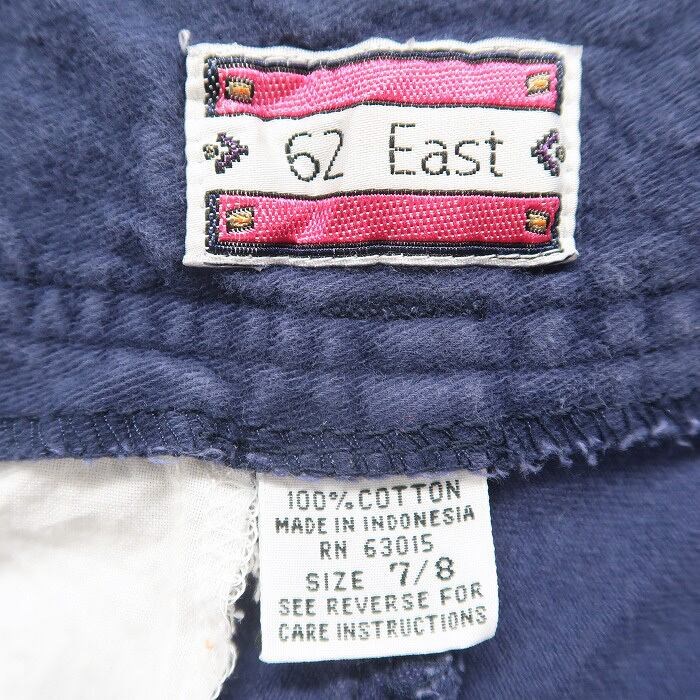 62 East
100% COTTON
MADE IN INDONESIA
RN 63015
SIZE 7/8
SEE REVERSE FOR
CARE INSTRUCTIONS